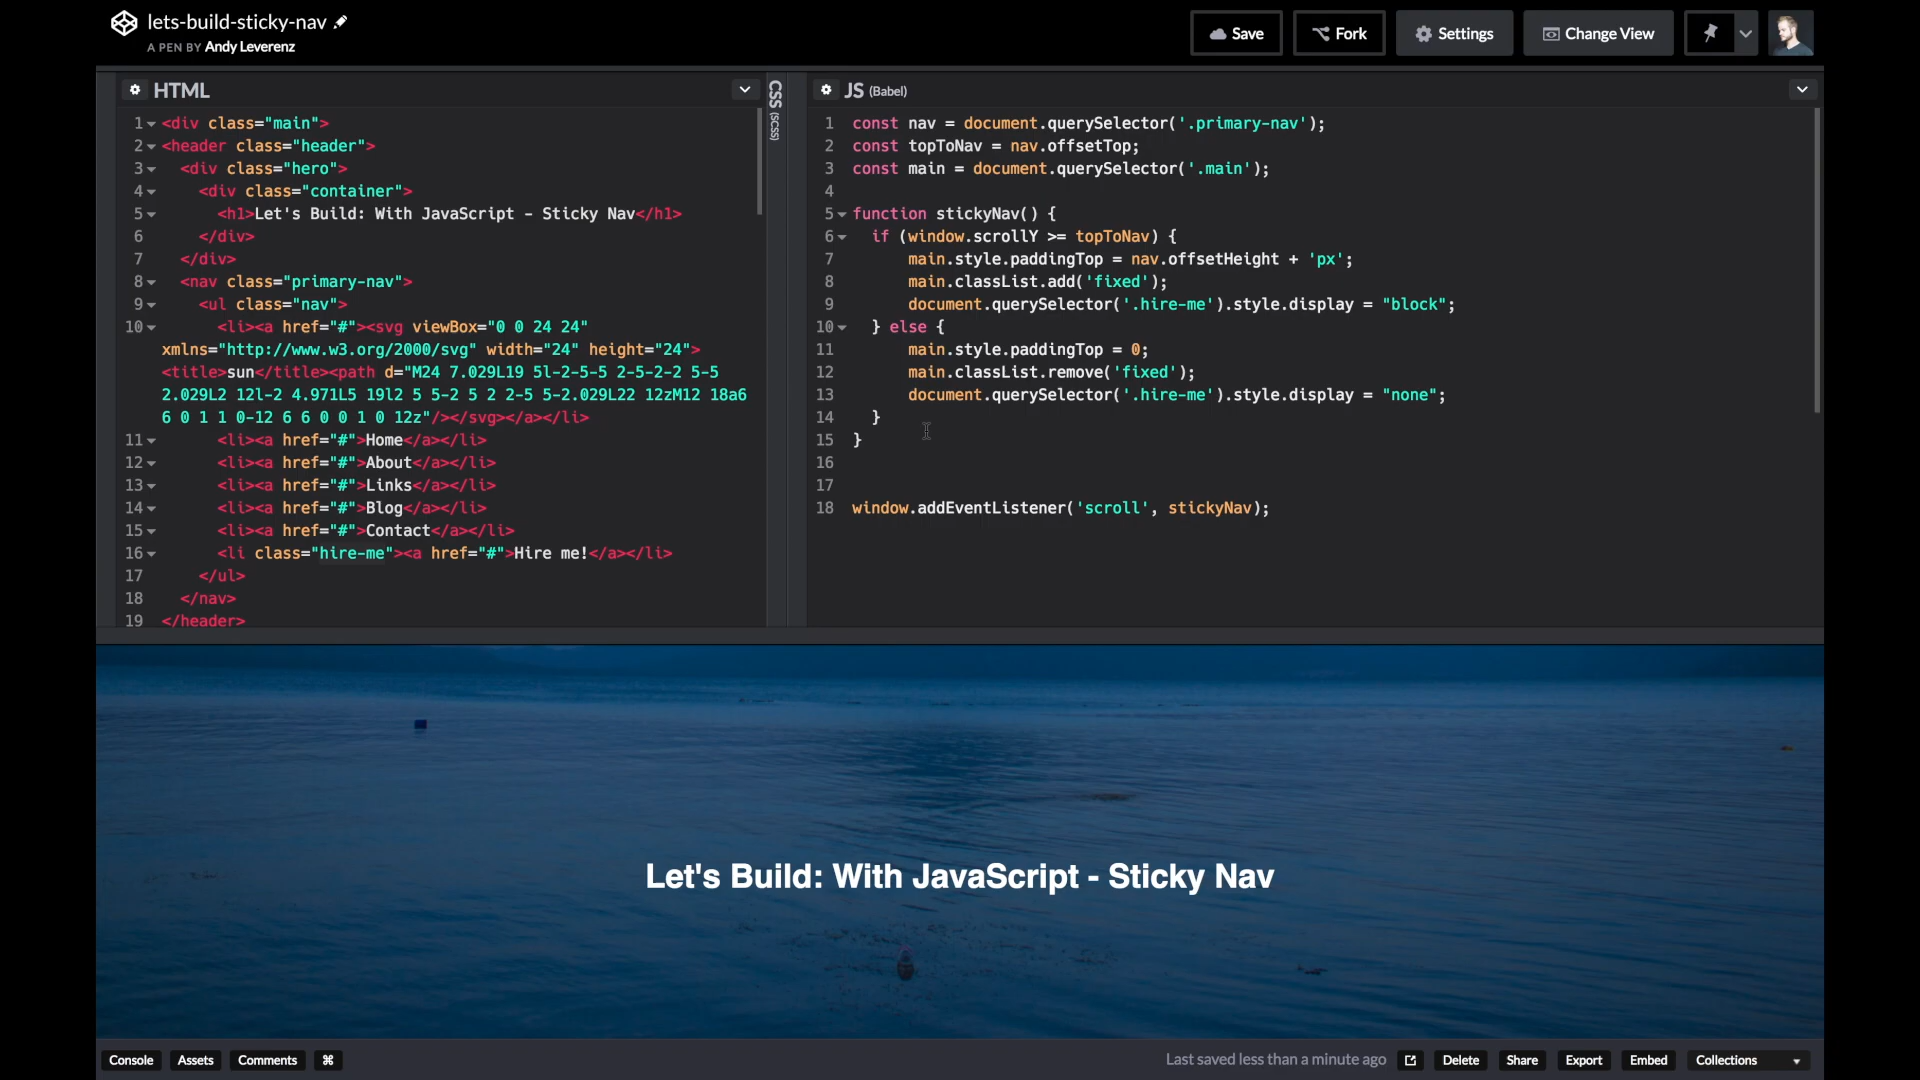 lets-build-sticky-nav
A PEN BY Andy Leverenz
Save
Fork
Settings
Change View
HTML
1 <div class="main">
2 <header class="header">
3 <div class="hero">
4 <div class="container">
5 <h1>Let's Build: With JavaScript - Sticky Nav</h1>
6 </div>
7 </div>
8 <nav class="primary-nav">
9 <ul class="nav">
10 <li><a href="#"><svg viewBox="0 0 24 24"
xmlns="http://www.w3.org/2000/svg" width="24" height="24">
<title>sun</title><path d="M24 7.029L19 5l-2-5-5 2-5-2-2 5-5
2.029L2 12l-2 4.971L5 19l2 5 5-2 5 2 2-5 5-2.029L22 12zM12 18a6
6 0 1 1 0-12 6 6 0 0 1 0 12z"/></svg></a></li>
11 <li><a href="#">Home</a></li>
12 <li><a href="#">About</a></li>
13 <li><a href="#">Links</a></li>
14 <li><a href="#">Blog</a></li>
15 <li><a href="#">Contact</a></li>
16 <li class="hire-me"><a href="#">Hire me!</a></li>
17 </ul>
18 </nav>
19 </header>
CSS (SCSS)
JS (Babel)
1 const nav = document.querySelector('.primary-nav');
2 const topToNav = nav.offsetTop;
3 const main = document.querySelector('.main');
4
5 function stickyNav() {
6 if (window.scrollY >= topToNav) {
7 main.style.paddingTop = nav.offsetHeight + 'px';
8 main.classList.add('fixed');
9 document.querySelector('.hire-me').style.display = "block";
10 } else {
11 main.style.paddingTop = 0;
12 main.classList.remove('fixed');
13 document.querySelector('.hire-me').style.display = "none";
14 }
15 }
16
17
18 window.addEventListener('scroll', stickyNav);
Let's Build: With JavaScript - Sticky Nav
Console
Assets
Comments
⌘
Last saved less than a minute ago
Delete
Share
Export
Embed
Collections